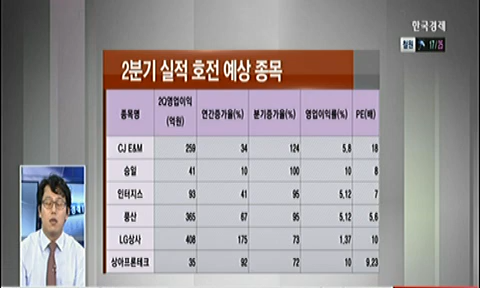 한국경제
철원 17/25
2분기 실적 호전 예상 종목
종목명 2Q영업이익(억원) 연간증가율(%) 분기증가율(%) 영업이익률(%) PE(배)
CJ E&M 259 34 124 5,8 18
승일 41 10 100 10 8
인터지스 93 41 95 5,12 7
풍산 365 67 95 5,12 5,6
LG상사 408 175 73 1,37 10
상아프론테크 35 92 72 10 9,23